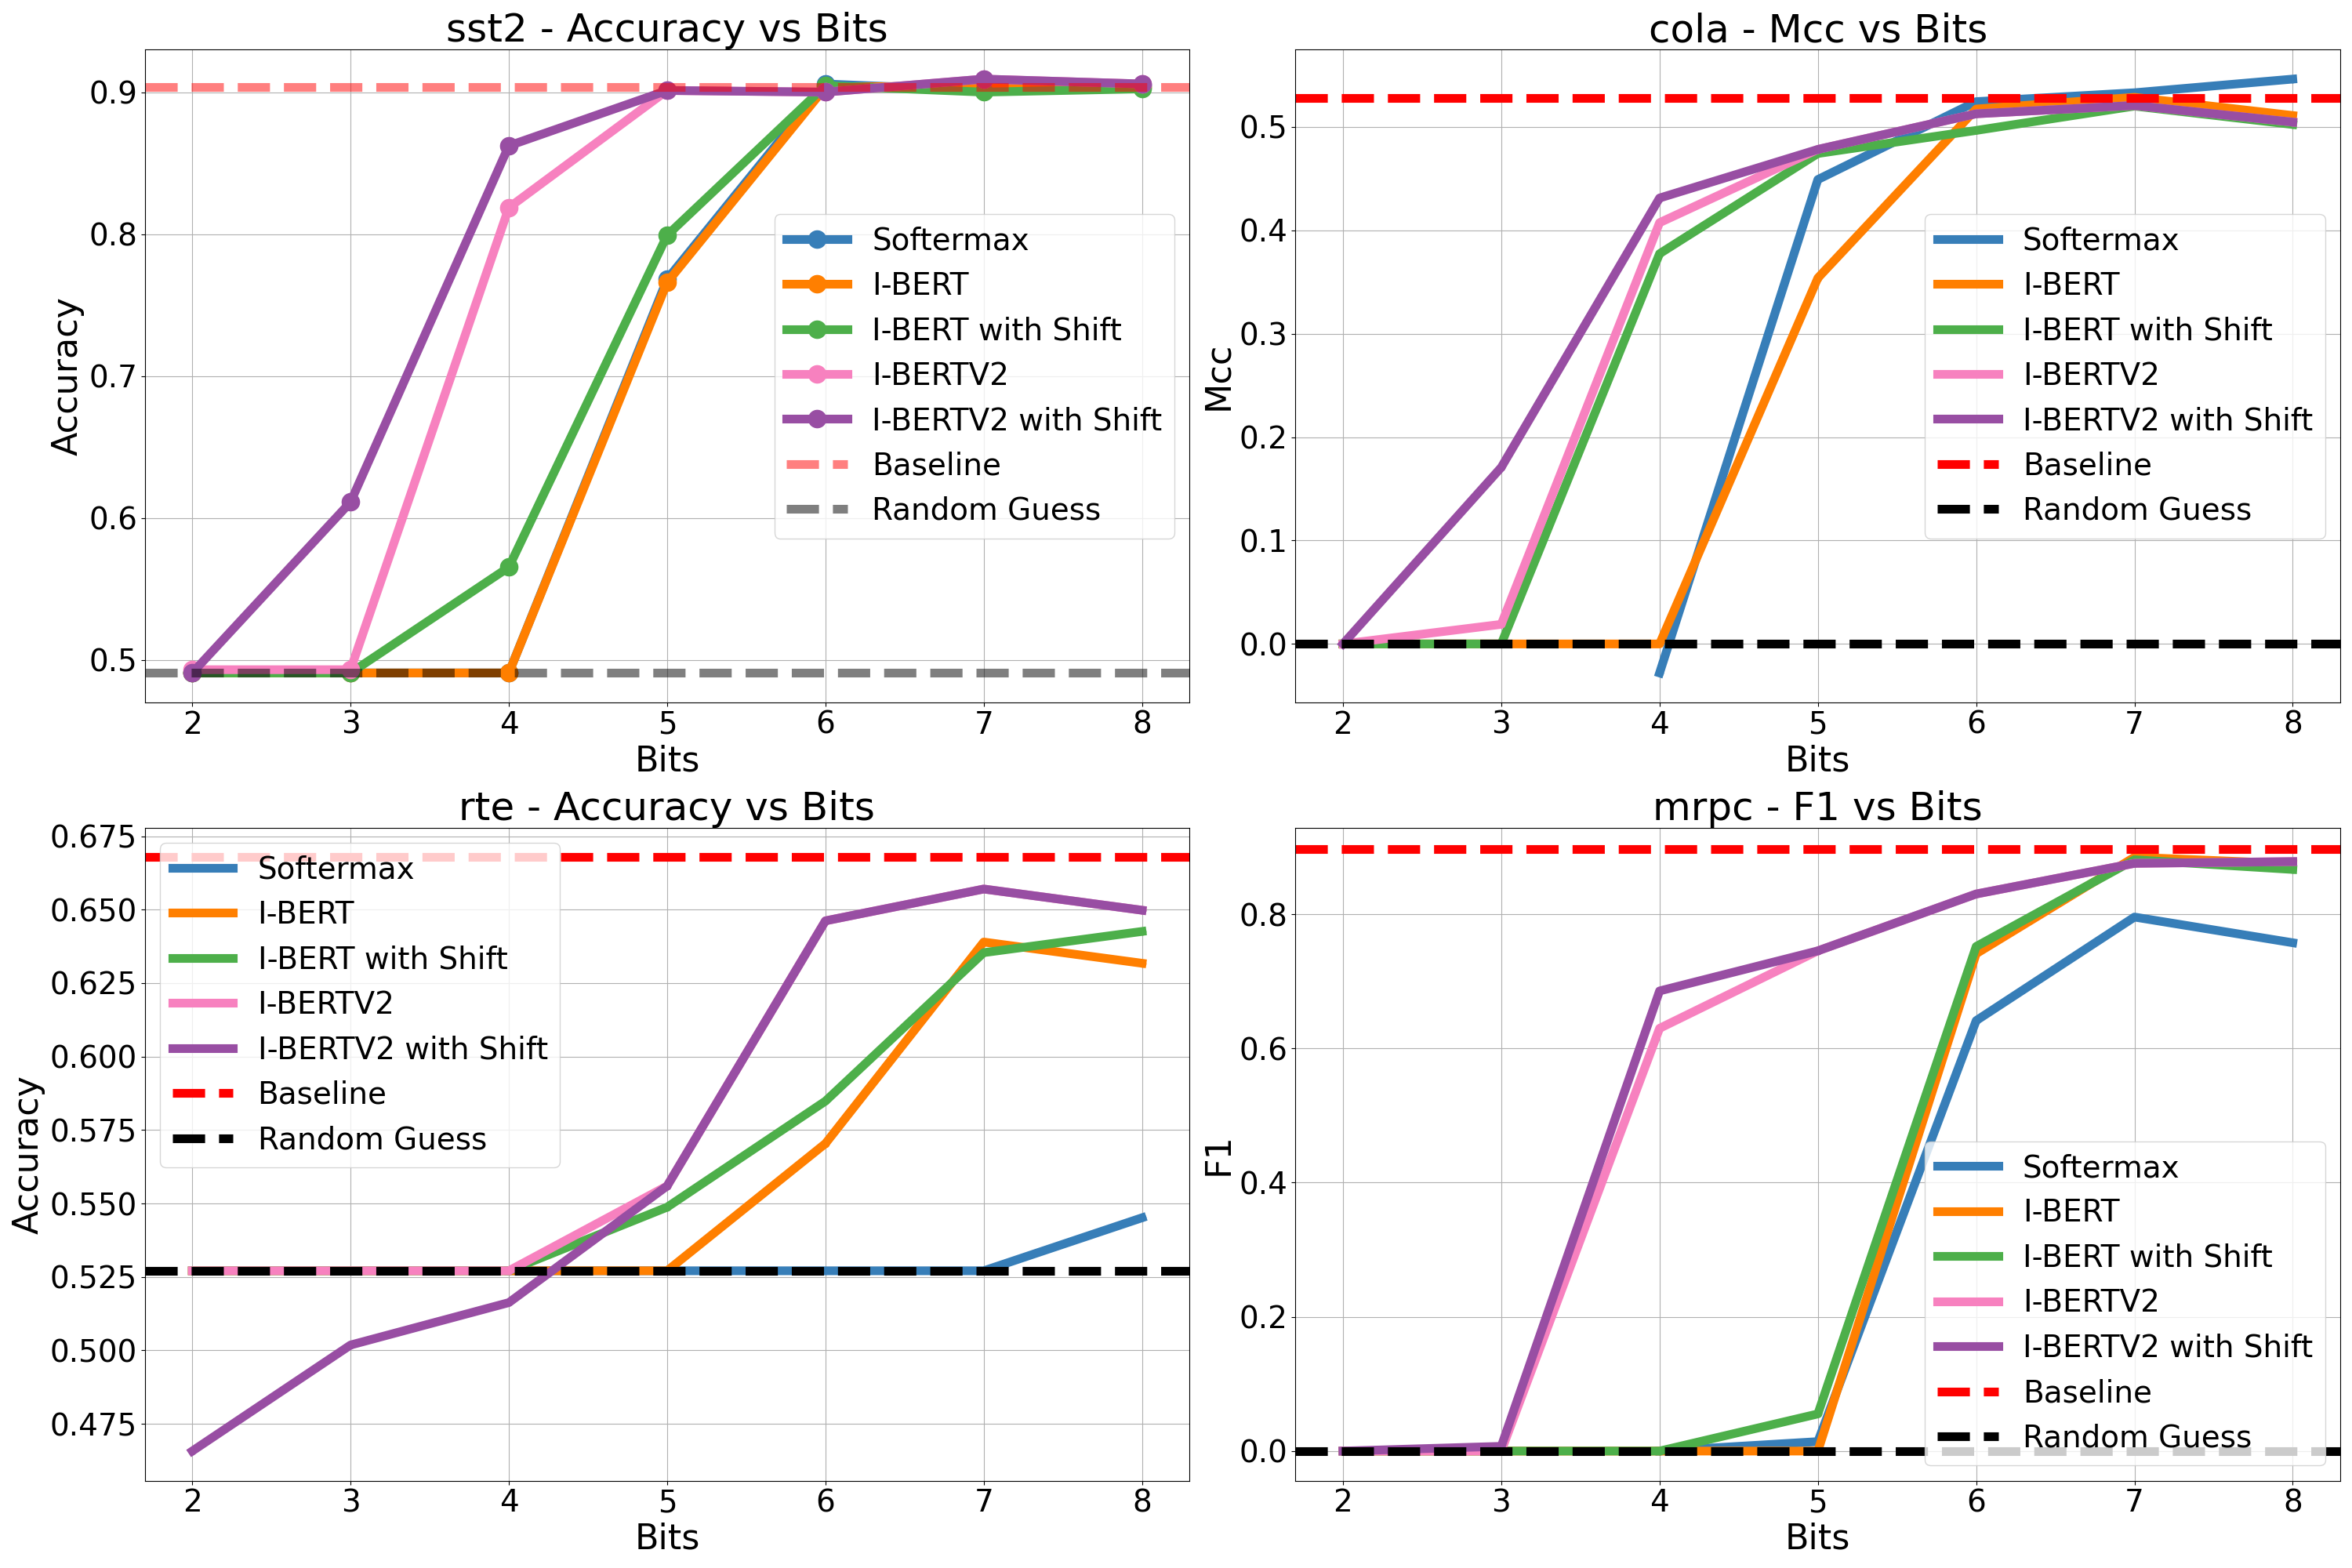 sst2 - Accuracy vs Bits
Accuracy
0.9
0.8
0.7
0.6
0.5
Softermax
I-BERT
I-BERT with Shift
I-BERTV2
I-BERTV2 with Shift
Baseline
Random Guess
2 3 4 5 6 7 8
Bits
cola - Mcc vs Bits
Mcc
0.5
0.4
0.3
0.2
0.1
0.0
Softermax
I-BERT
I-BERT with Shift
I-BERTV2
I-BERTV2 with Shift
Baseline
Random Guess
2 3 4 5 6 7 8
Bits
rte - Accuracy vs Bits
Accuracy
0.675
0.650
0.625
0.600
0.575
0.550
0.525
0.500
0.475
Softermax
I-BERT
I-BERT with Shift
I-BERTV2
I-BERTV2 with Shift
Baseline
Random Guess
2 3 4 5 6 7 8
Bits
mrpc - F1 vs Bits
F1
0.8
0.6
0.4
0.2
0.0
Softermax
I-BERT
I-BERT with Shift
I-BERTV2
I-BERTV2 with Shift
Baseline
Random Guess
2 3 4 5 6 7 8
Bits